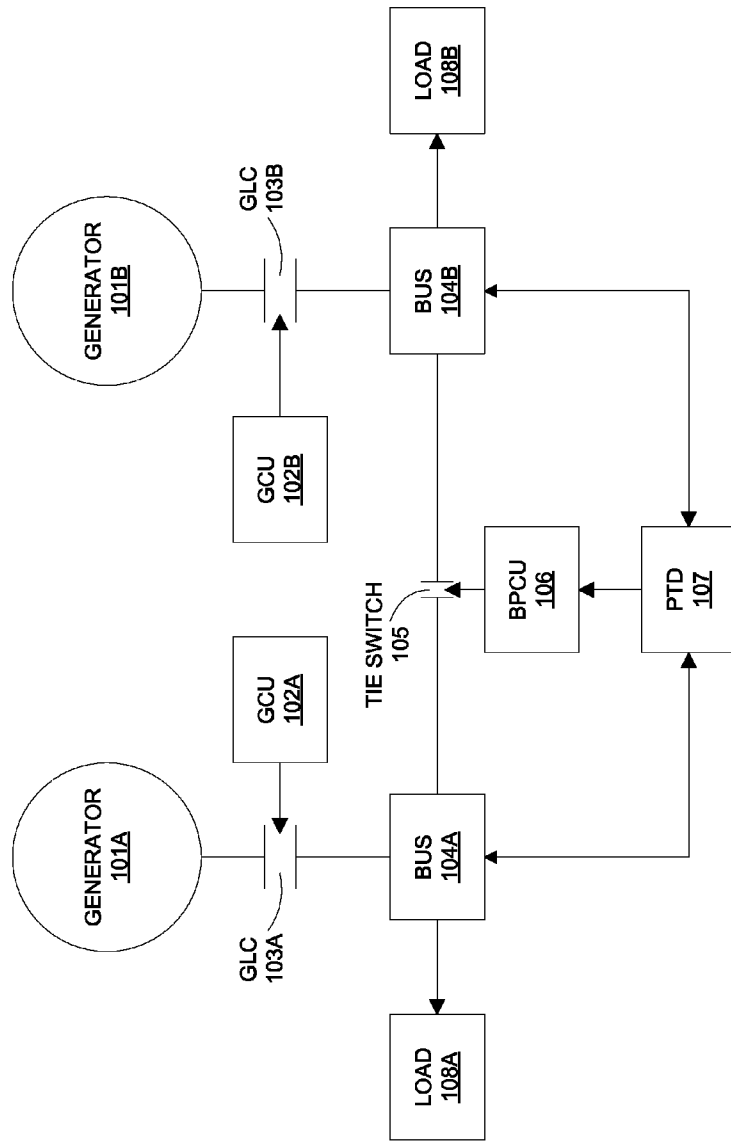 GENERATOR
101A
GENERATOR
101B
GLC
103A
GCU
102A
GCU
102B
GLC
103B
TIE SWITCH
105
LOAD
108A
BUS
104A
BUS
104B
LOAD
108B
BPCU
106
PTD
107